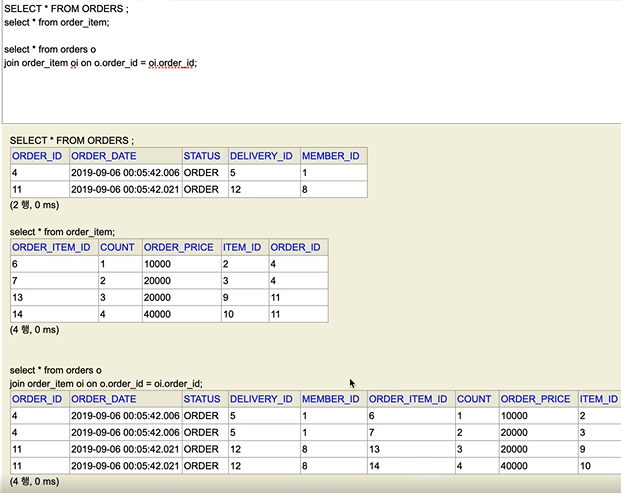 SELECT * FROM ORDERS ;
select * from order_item;
select * from orders o
join order_item oi on o.order_id = oi.order_id;
SELECT * FROM ORDERS ;
ORDER_ID ORDER_DATE STATUS DELIVERY_ID MEMBER_ID
4 2019-09-06 00:05:42.006 ORDER 5 1
11 2019-09-06 00:05:42.021 ORDER 12 8
(2 행, 0 ms)
select * from order_item;
ORDER_ITEM_ID COUNT ORDER_PRICE ITEM_ID ORDER_ID
6 1 10000 2 4
7 2 20000 3 4
13 3 20000 9 11
14 4 40000 10 11
(4 행, 0 ms)
select * from orders o
join order_item oi on o.order_id = oi.order_id;
ORDER_ID ORDER_DATE STATUS DELIVERY_ID MEMBER_ID ORDER_ITEM_ID COUNT ORDER_PRICE ITEM_ID
4 2019-09-06 00:05:42.006 ORDER 5 1 6 1 10000 2
4 2019-09-06 00:05:42.006 ORDER 5 1 7 2 20000 3
11 2019-09-06 00:05:42.021 ORDER 12 8 13 3 20000 9
11 2019-09-06 00:05:42.021 ORDER 12 8 14 4 40000 10
(4 행, 0 ms)